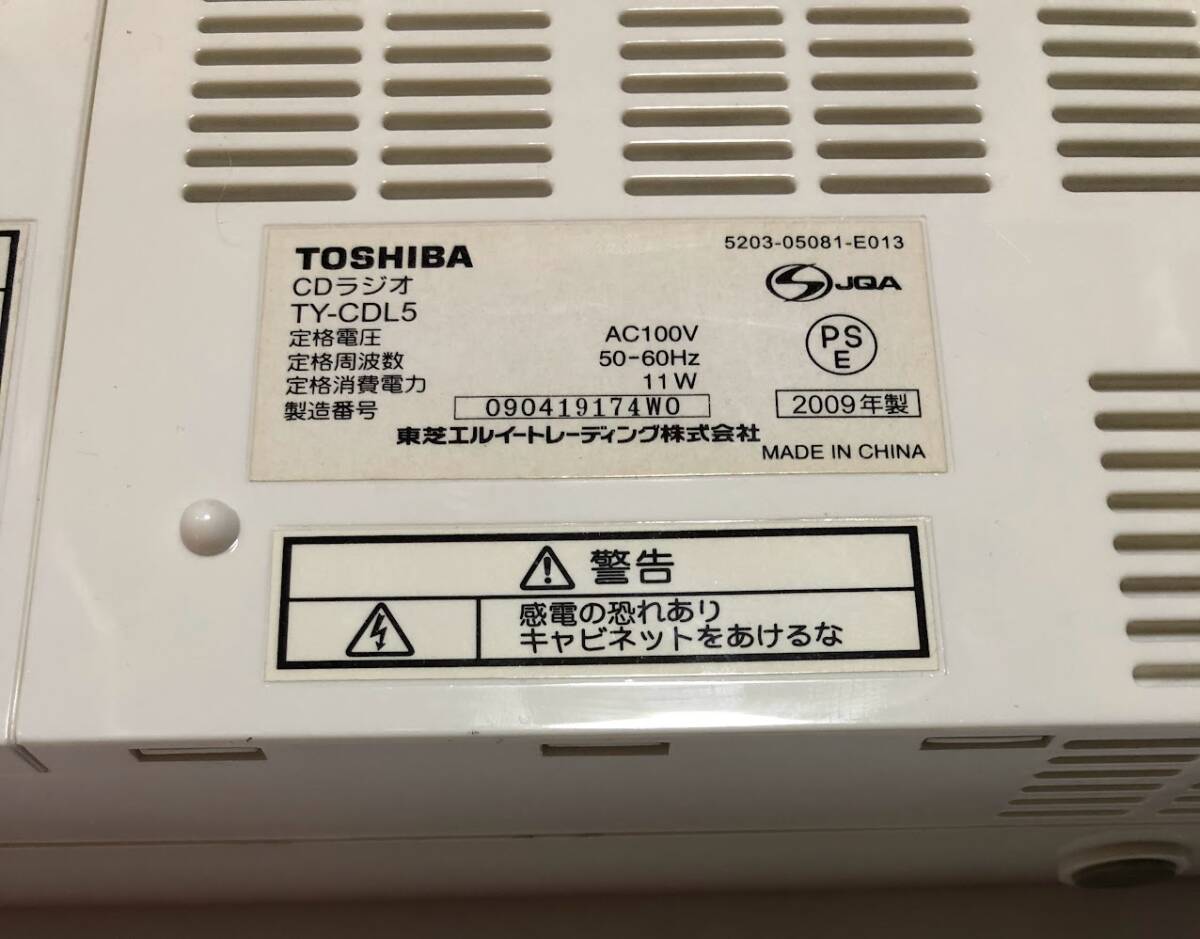 TOSHIBA
5203-05081-E013
CDラジオ
JQA
TY-CDL5
定格電圧 AC100V
PS
E
定格周波数 50-60Hz
定格消費電力 11W
製造番号 090419174W0
2009年製
東芝エルイートレーディング株式会社
MADE IN CHINA
警告
感電の恐れあり
キャビネットをあけるな